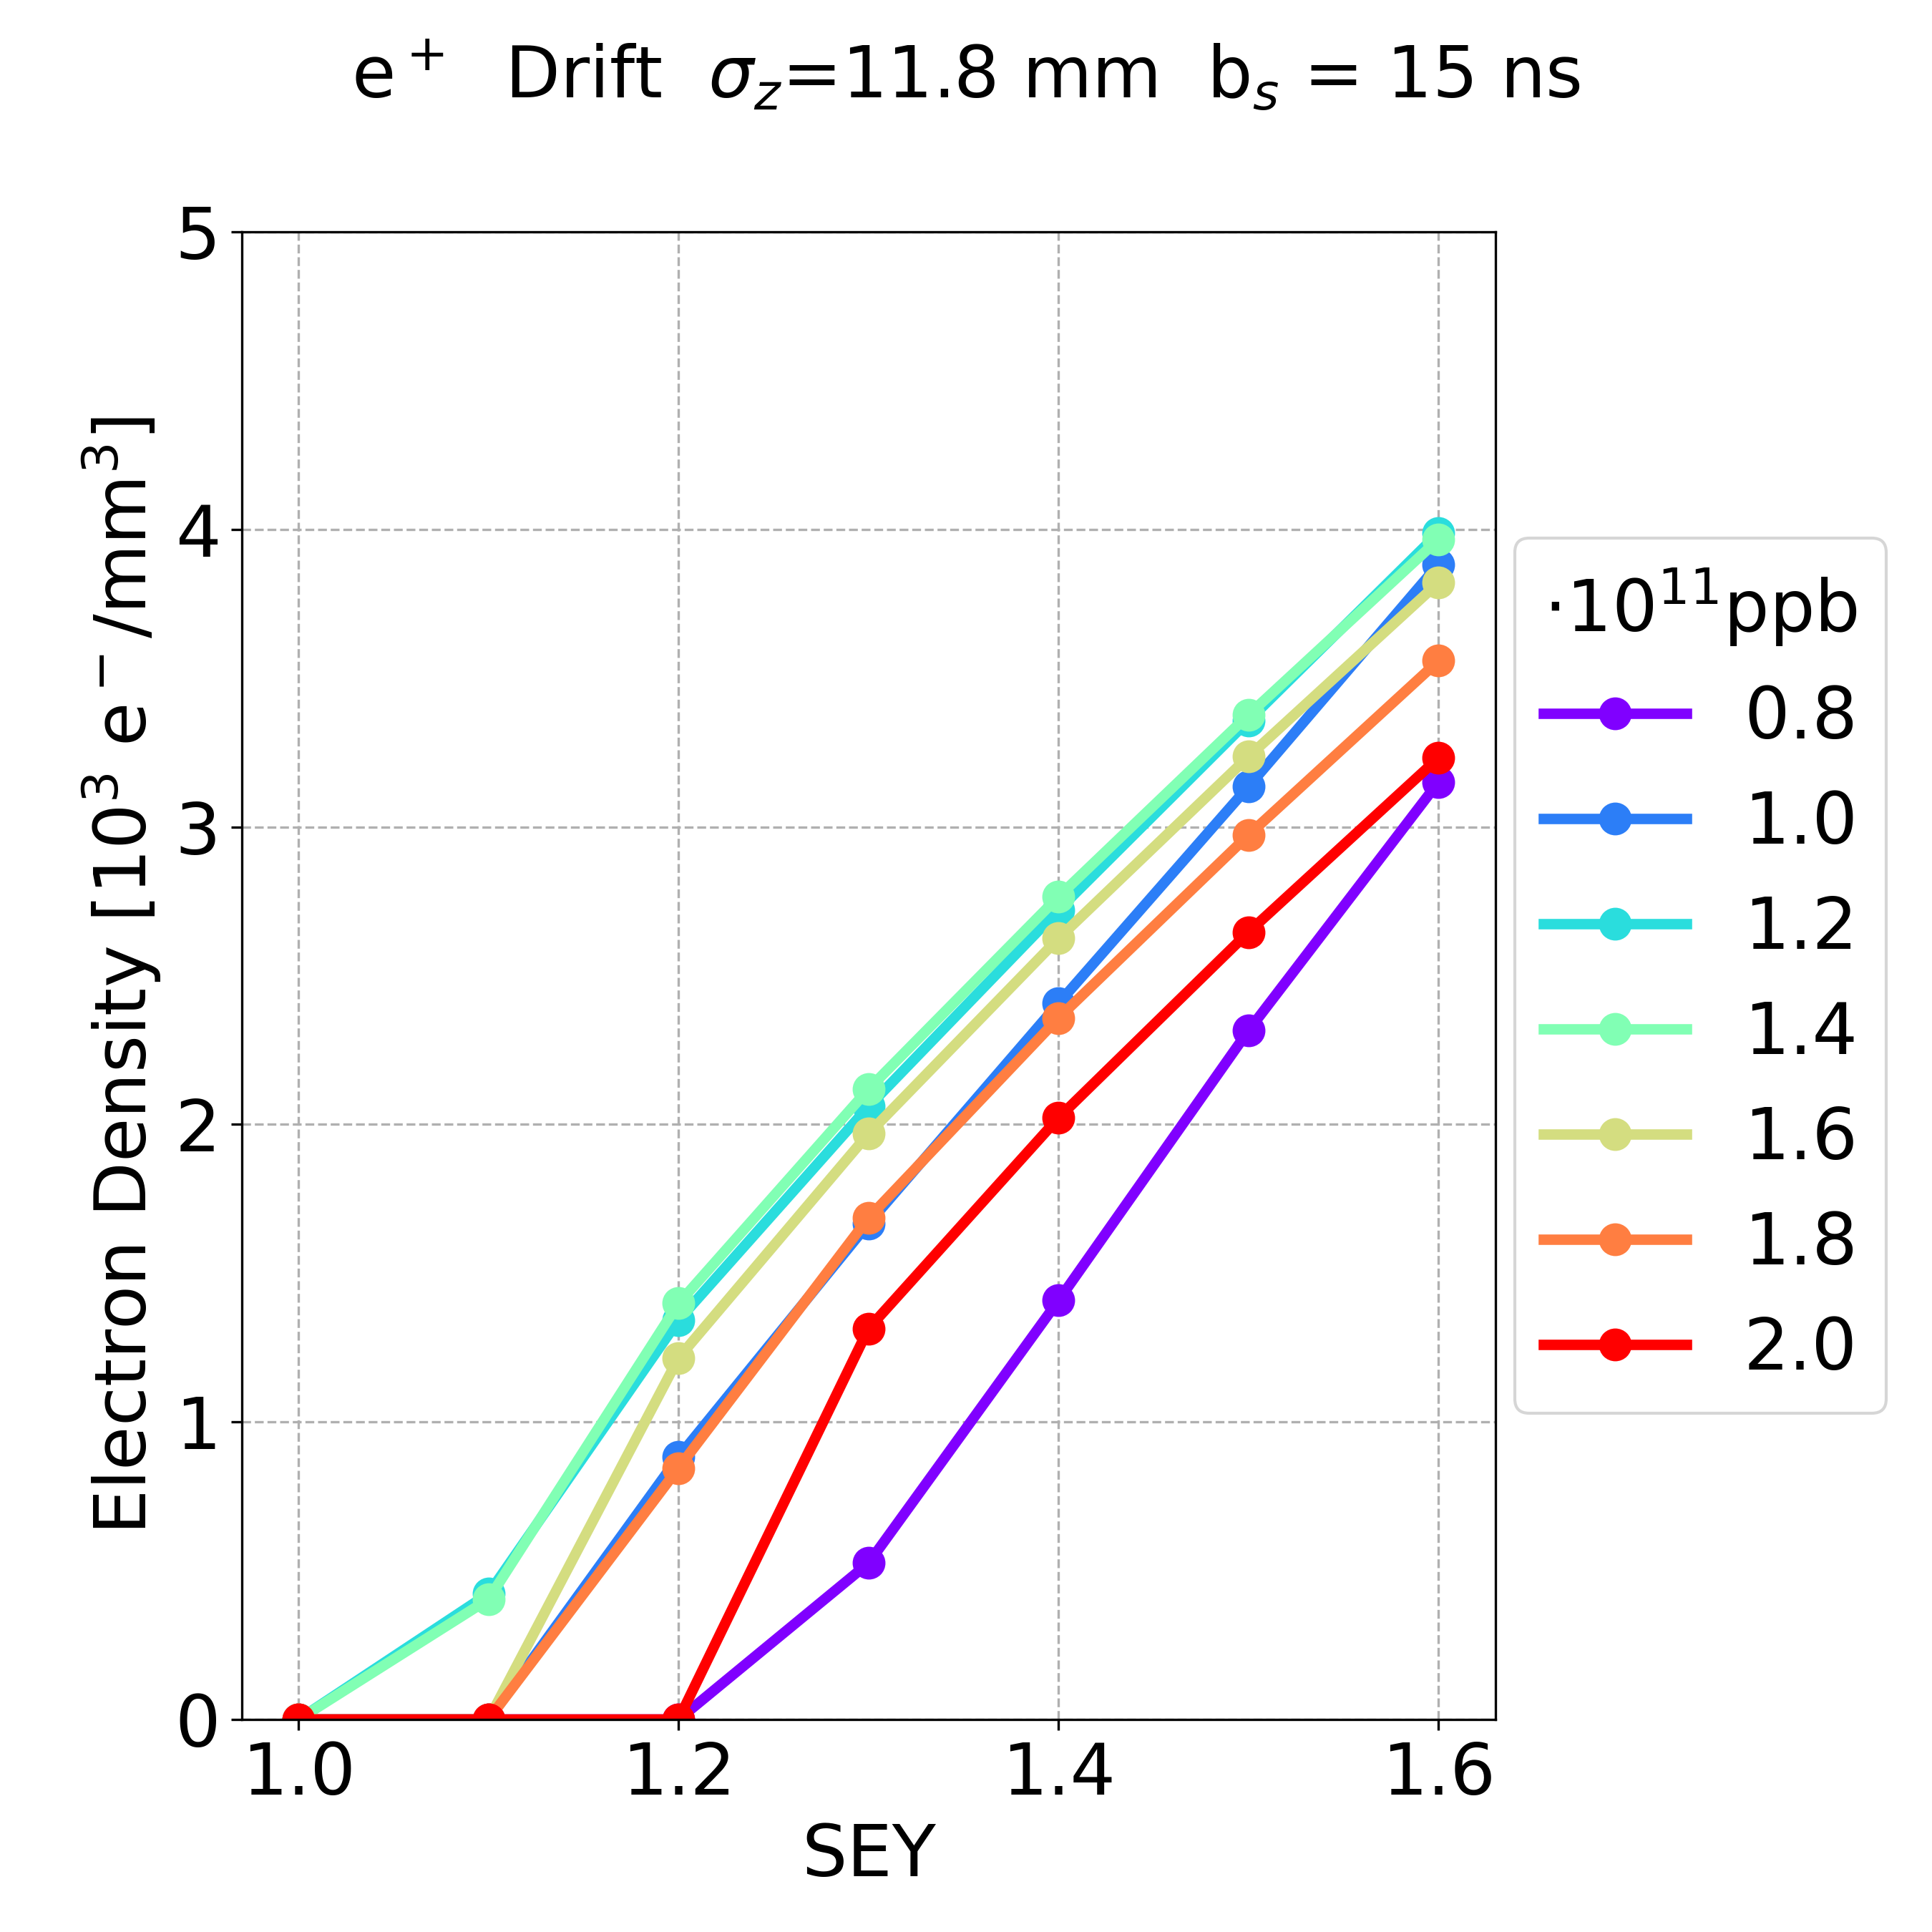 e⁺ Drift σ_z=11.8 mm b_s = 15 ns
Electron Density [10³ e⁻/mm³]
5
4
3
2
1
0
1.0 1.2 1.4 1.6
SEY
·10¹¹ppb
0.8
1.0
1.2
1.4
1.6
1.8
2.0